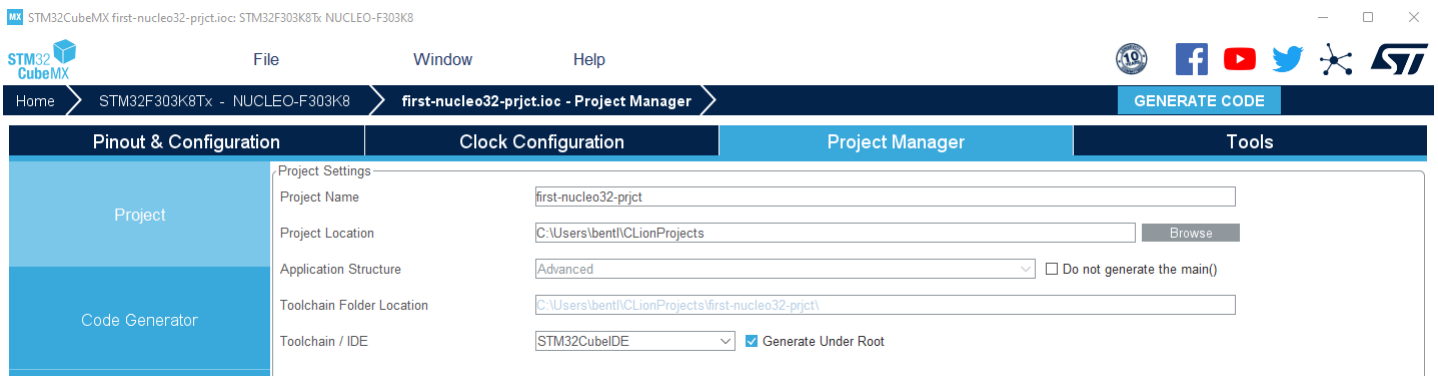 MX STM32CubeMX first-nucleo32-prjct.ioc: STM32F303K8Tx NUCLEO-F303K8
STM32 CubeMX File Window Help 10 ST
Home STM32F303K8Tx - NUCLEO-F303K8 first-nucleo32-prjct.ioc - Project Manager GENERATE CODE
Pinout & Configuration Clock Configuration Project Manager Tools
Project
Code Generator
Project Settings
Project Name first-nucleo32-prjct
Project Location C:\Users\bentl\CLionProjects Browse
Application Structure Advanced Do not generate the main()
Toolchain Folder Location C:\Users\bentl\CLionProjects\first-nucleo32-prjct\
Toolchain / IDE STM32CubeIDE Generate Under Root